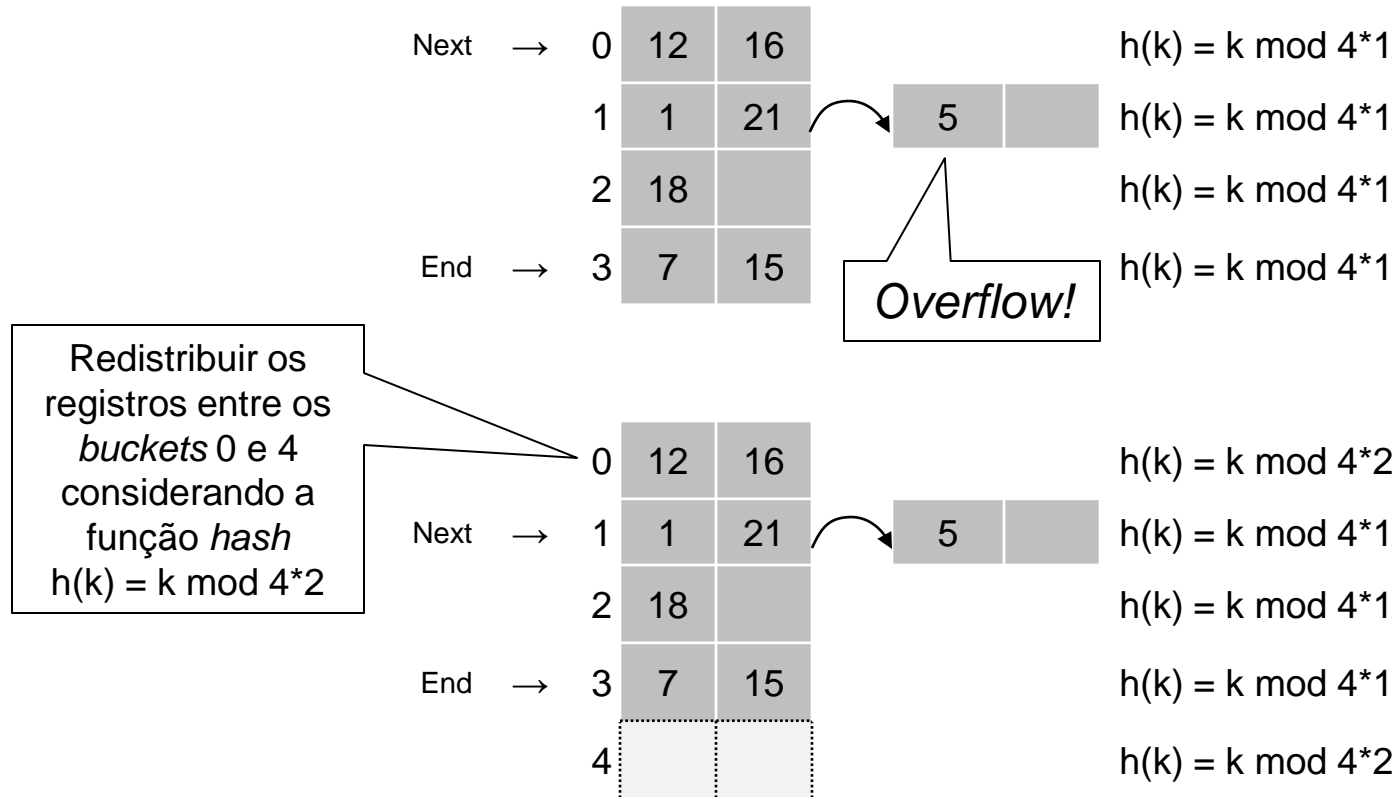 Next → 0 12 16 h(k) = k mod 4*1
1 1 21 5 h(k) = k mod 4*1
2 18 h(k) = k mod 4*1
End → 3 7 15 h(k) = k mod 4*1
Overflow!
Redistribuir os
registros entre os
buckets 0 e 4
considerando a
função hash
h(k) = k mod 4*2
0 12 16 h(k) = k mod 4*2
Next → 1 1 21 5 h(k) = k mod 4*1
2 18 h(k) = k mod 4*1
End → 3 7 15 h(k) = k mod 4*1
4 h(k) = k mod 4*2